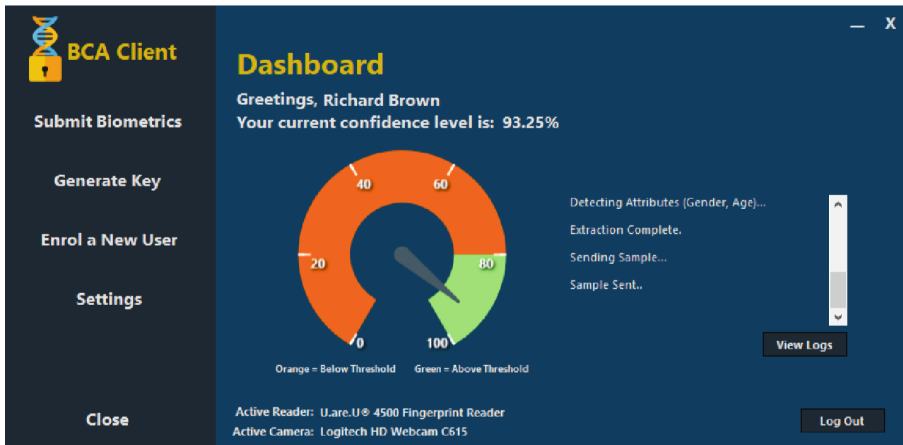 BCA Client
Submit Biometrics
Generate Key
Enrol a New User
Settings
Close
X
Dashboard
Greetings, Richard Brown
Your current confidence level is: 93.25%
0
20
40
60
80
100
Orange = Below Threshold
Green = Above Threshold
Detecting Attributes (Gender, Age)...
Extraction Complete.
Sending Sample...
Sample Sent..
View Logs
Active Reader: U.are.U® 4500 Fingerprint Reader
Active Camera: Logitech HD Webcam C615
Log Out